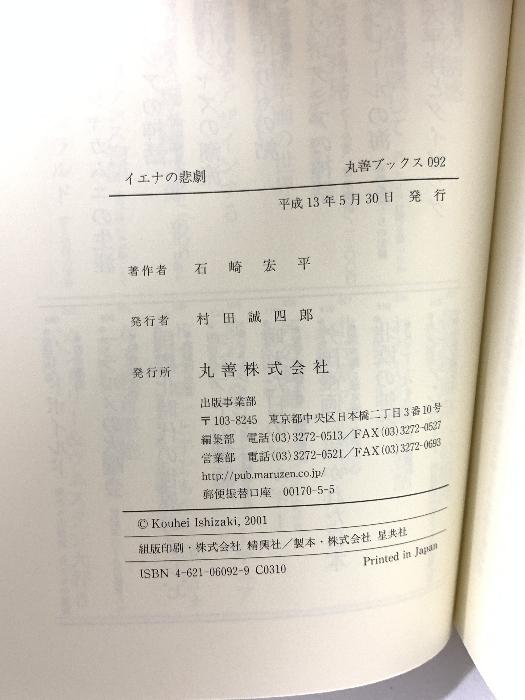 イエナの悲劇 丸善ブックス 092
平成 13 年 5 月 30 日 発 行
著作者 石 崎 宏 平
発行者 村 田 誠 四 郎
発行所 丸 善 株 式 会 社
出版事業部
〒103-8245 東京都中央区日本橋二丁目3番10号
編集部 電話(03)3272-0513/FAX(03)3272-0527
営業部 電話(03)3272-0521/FAX(03)3272-0693
http://pub.maruzen.co.jp/
郵便振替口座 00170-5-5
© Kouhei Ishizaki, 2001
組版印刷・株式会社 精興社/製本・株式会社 星共社
ISBN 4-621-06092-9 C0310 Printed in Japan